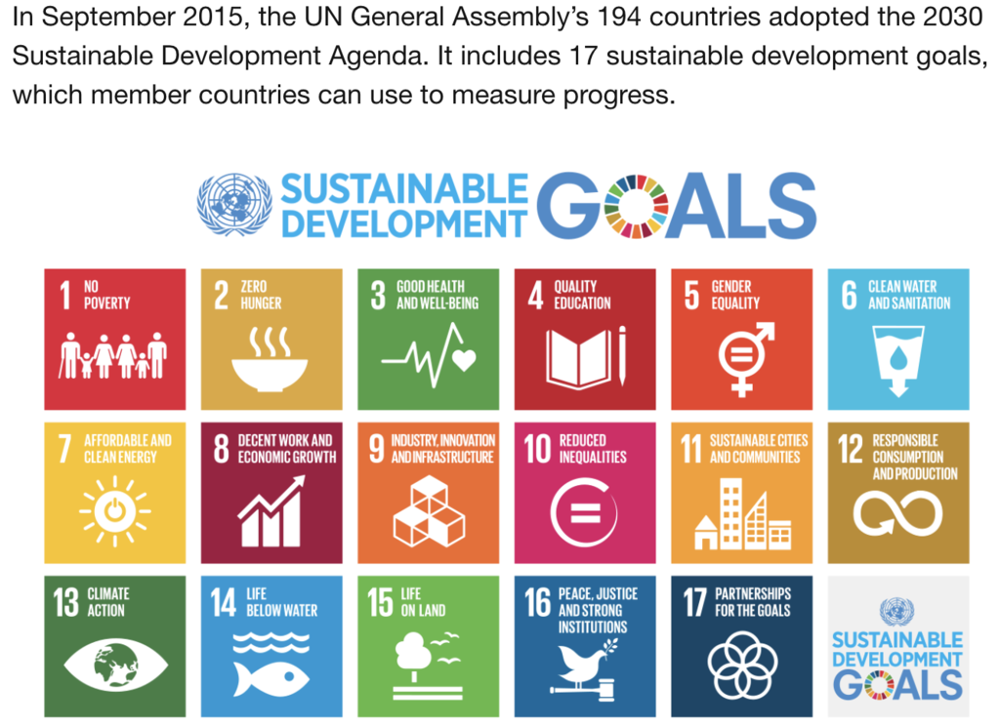 In September 2015, the UN General Assembly’s 194 countries adopted the 2030
Sustainable Development Agenda. It includes 17 sustainable development goals,
which member countries can use to measure progress.
SUSTAINABLE
DEVELOPMENT
GOALS
1 NO
POVERTY
2 ZERO
HUNGER
3 GOOD HEALTH
AND WELL-BEING
4 QUALITY
EDUCATION
5 GENDER
EQUALITY
6 CLEAN WATER
AND SANITATION
7 AFFORDABLE AND
CLEAN ENERGY
8 DECENT WORK AND
ECONOMIC GROWTH
9 INDUSTRY, INNOVATION
AND INFRASTRUCTURE
10 REDUCED
INEQUALITIES
11 SUSTAINABLE CITIES
AND COMMUNITIES
12 RESPONSIBLE
CONSUMPTION
AND PRODUCTION
13 CLIMATE
ACTION
14 LIFE
BELOW WATER
15 LIFE
ON LAND
16 PEACE, JUSTICE
AND STRONG
INSTITUTIONS
17 PARTNERSHIPS
FOR THE GOALS
SUSTAINABLE
DEVELOPMENT
GOALS